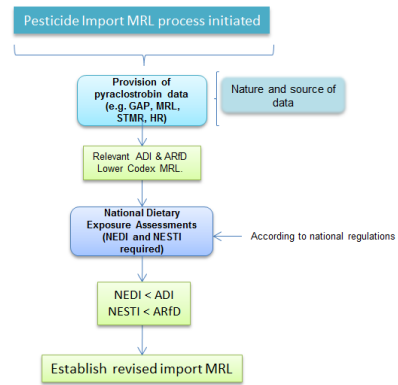 Pesticide Import MRL process initiated
Provision of
pyraclostrobin data
(e.g. GAP, MRL,
STMR, HR)
Nature and source of
data
Relevant ADI & ARfD
Lower Codex MRL.
National Dietary
Exposure Assessments
(NEDI and NESTI
required)
According to national regulations
NEDI < ADI
NESTI < ARfD
Establish revised import MRL